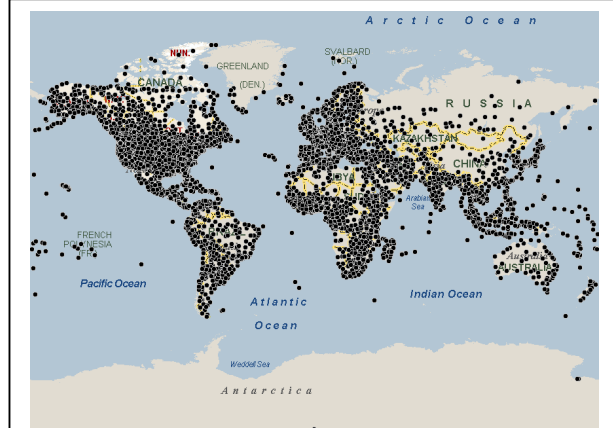 Arctic Ocean
NUN.
SVALBARD
(NOR.)
GREENLAND
(DEN.)
CANADA
RUSSIA
KAZAKHSTAN
CHINA
Arabian
Sea
FRENCH
POLYNESIA
(FR.)
AUSTRALIA
Pacific Ocean
Indian Ocean
Atlantic
Ocean
Weddell Sea
Antarctica